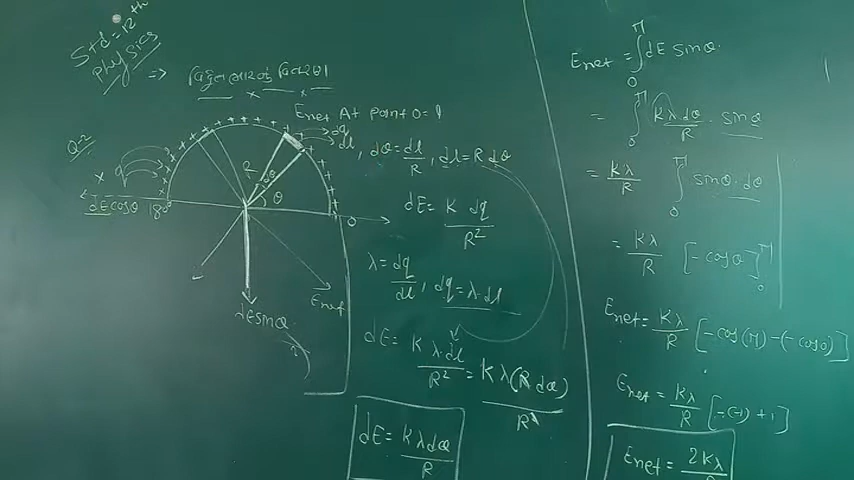 Std = 12th
Physics
Q-2
Enet At point O = ?
dq
dl
R
dθ
θ
q
x
dE cosθ 180°
0
dE sinθ
Enet
, dθ = dl/R , dl = R dθ
dE = K dq/R²
λ = dq/dl , dq = λ·dl
dE = Kλ·dl/R² = Kλ(R dθ)/R²
dE = Kλdθ/R
Enet = ∫₀^π dE sinθ
= ∫₀^π Kλdθ/R · sinθ
= Kλ/R ∫₀^π sinθ·dθ
= Kλ/R [-cosθ]₀^π
Enet = Kλ/R [-cos(π)-(-cos0)]
Enet = Kλ/R [-(-1)+1]
Enet = 2Kλ/R